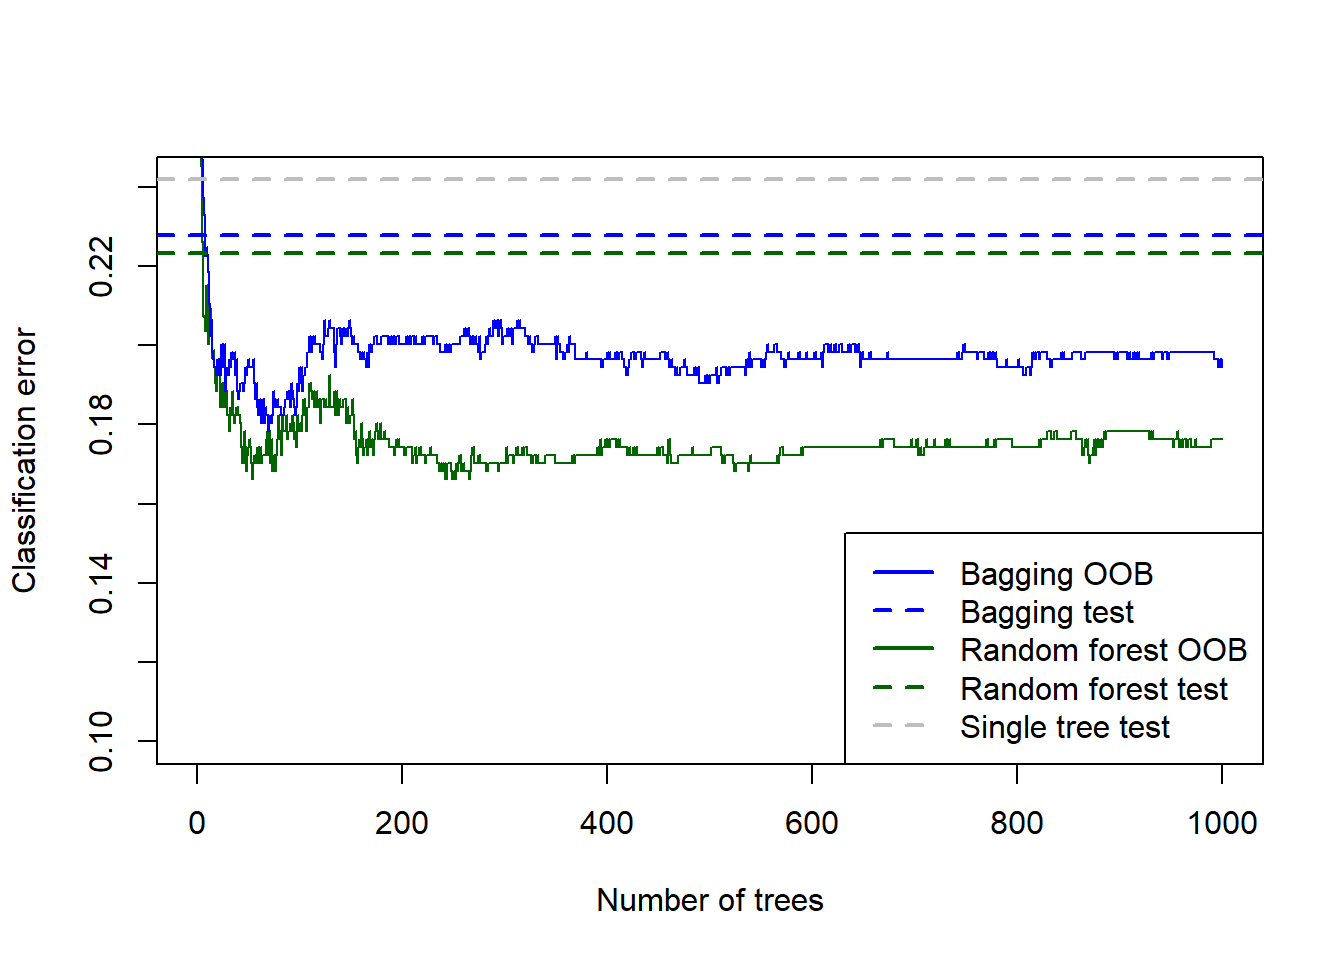 Classification error
0.22
0.18
0.14
0.10
Bagging OOB
Bagging test
Random forest OOB
Random forest test
Single tree test
0 200 400 600 800 1000
Number of trees